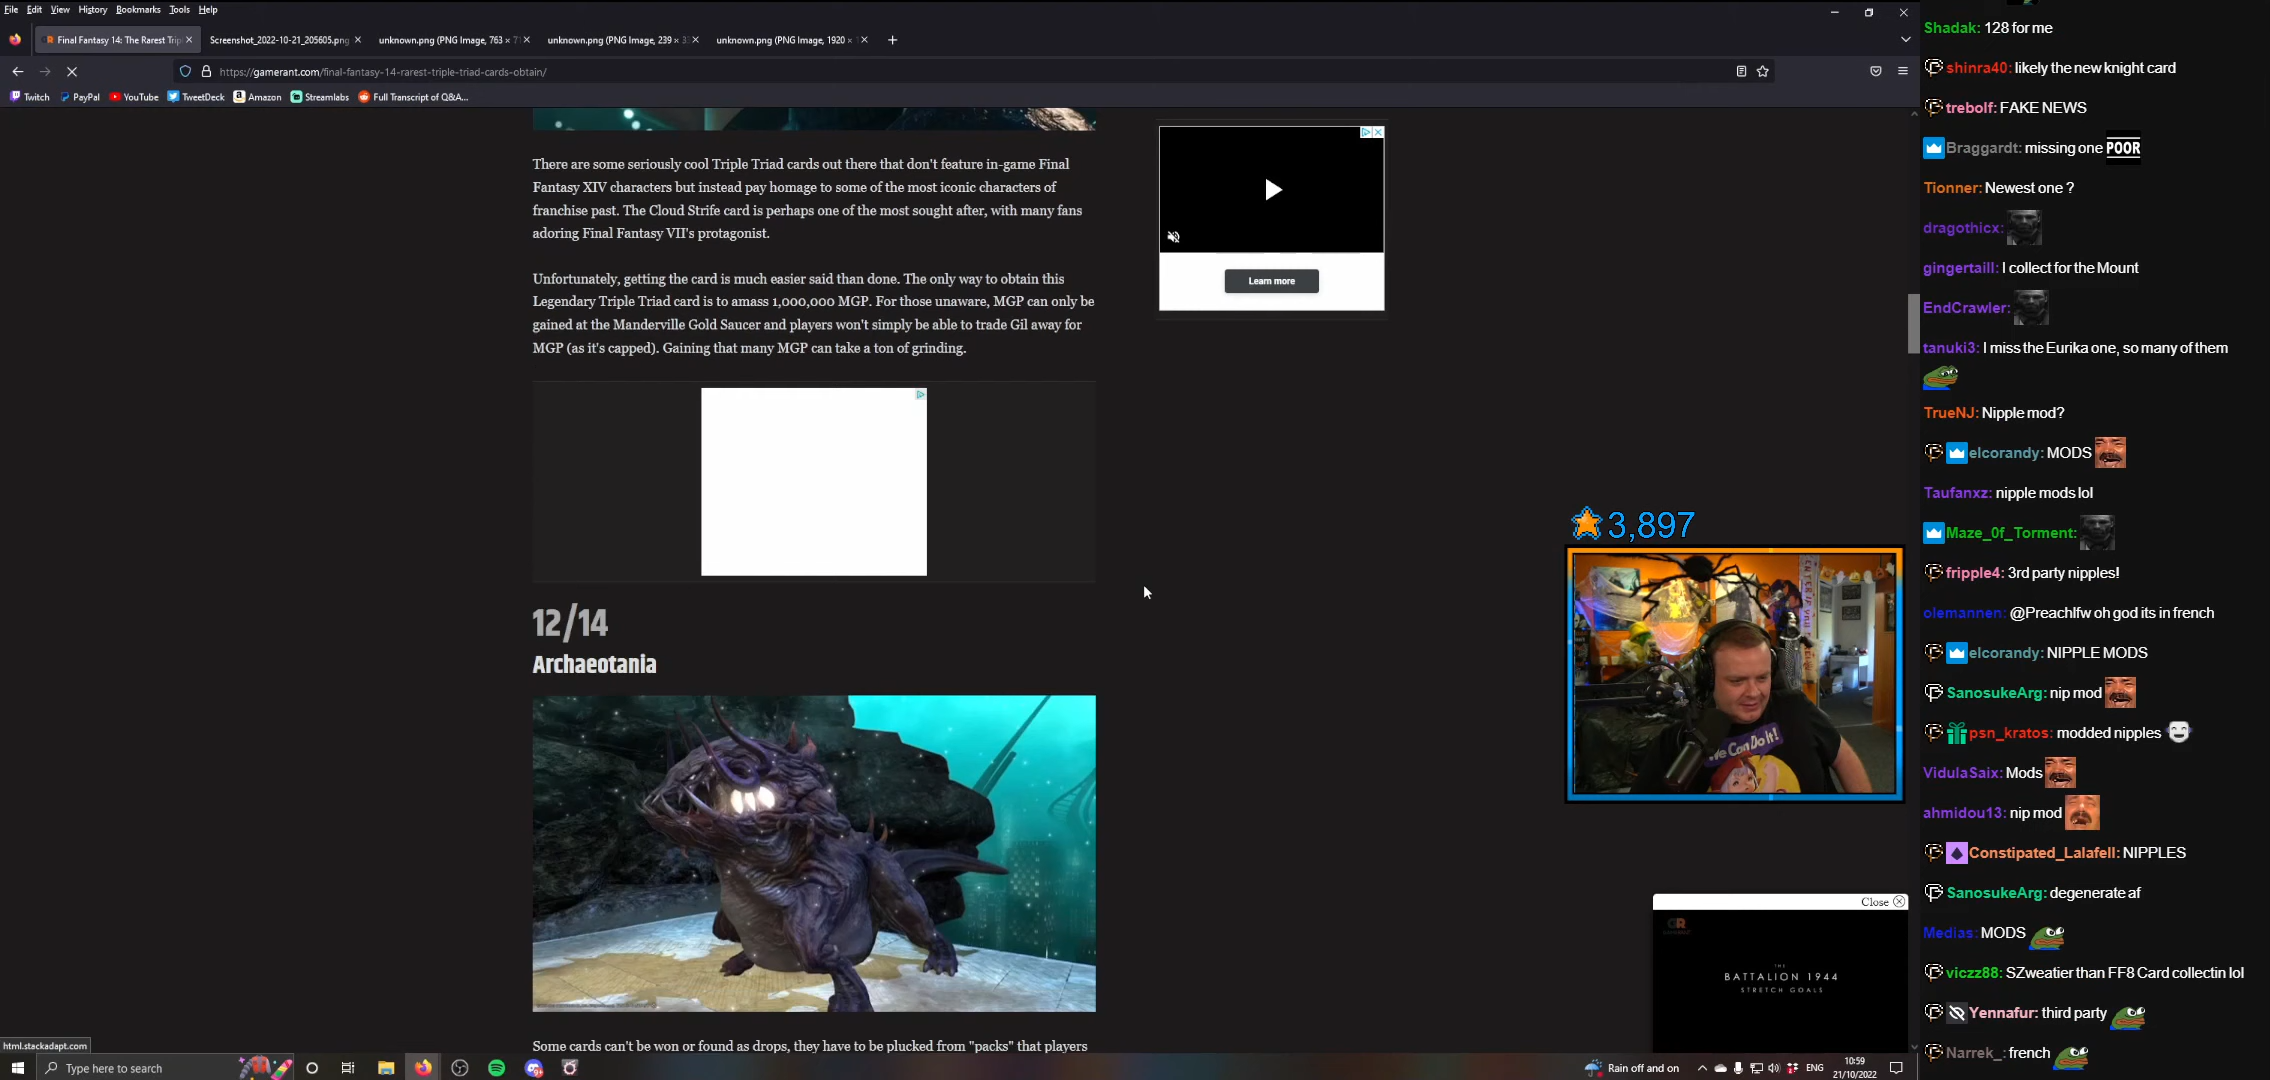 File Edit View History Bookmarks Tools Help
Final Fantasy 14: The Rarest Trip
Screenshot_2022-10-21_205605.png
unknown.png (PNG Image, 763 ×
unknown.png (PNG Image, 239 ×
unknown.png (PNG Image, 1920 ×
https://gamerant.com/final-fantasy-14-rarest-triple-triad-cards-obtain/
Twitch PayPal YouTube TweetDeck Amazon Streamlabs Full Transcript of Q&A...
There are some seriously cool Triple Triad cards out there that don't feature in-game Final
Fantasy XIV characters but instead pay homage to some of the most iconic characters of
franchise past. The Cloud Strife card is perhaps one of the most sought after, with many fans
adoring Final Fantasy VII's protagonist.
Unfortunately, getting the card is much easier said than done. The only way to obtain this
Legendary Triple Triad card is to amass 1,000,000 MGP. For those unaware, MGP can only be
gained at the Manderville Gold Saucer and players won't simply be able to trade Gil away for
MGP (as it's capped). Gaining that many MGP can take a ton of grinding.
Learn more
12/14
Archaeotania
Some cards can't be won or found as drops, they have to be plucked from "packs" that players
html.stackadapt.com
3,897
We Can Do It!
Close
THE
BATTALION 1944
STRETCH GOALS
Type here to search
Rain off and on
ENG
10:59
21/10/2022
Shadak: 128 for me
shinra40: likely the new knight card
trebolf: FAKE NEWS
Braggardt: missing one POOR
Tionner: Newest one ?
dragothicx:
gingertaill: I collect for the Mount
EndCrawler:
tanuki3: I miss the Eurika one, so many of them
TrueNJ: Nipple mod?
elcorandy: MODS
Taufanxz: nipple mods lol
Maze_0f_Torment:
fripple4: 3rd party nipples!
olemannen: @Preachlfw oh god its in french
elcorandy: NIPPLE MODS
SanosukeArg: nip mod
psn_kratos: modded nipples
VidulaSaix: Mods
ahmidou13: nip mod
Constipated_Lalafell: NIPPLES
SanosukeArg: degenerate af
Medias: MODS
viczz88: SZweatier than FF8 Card collectin lol
Yennafur: third party
Narrek_: french